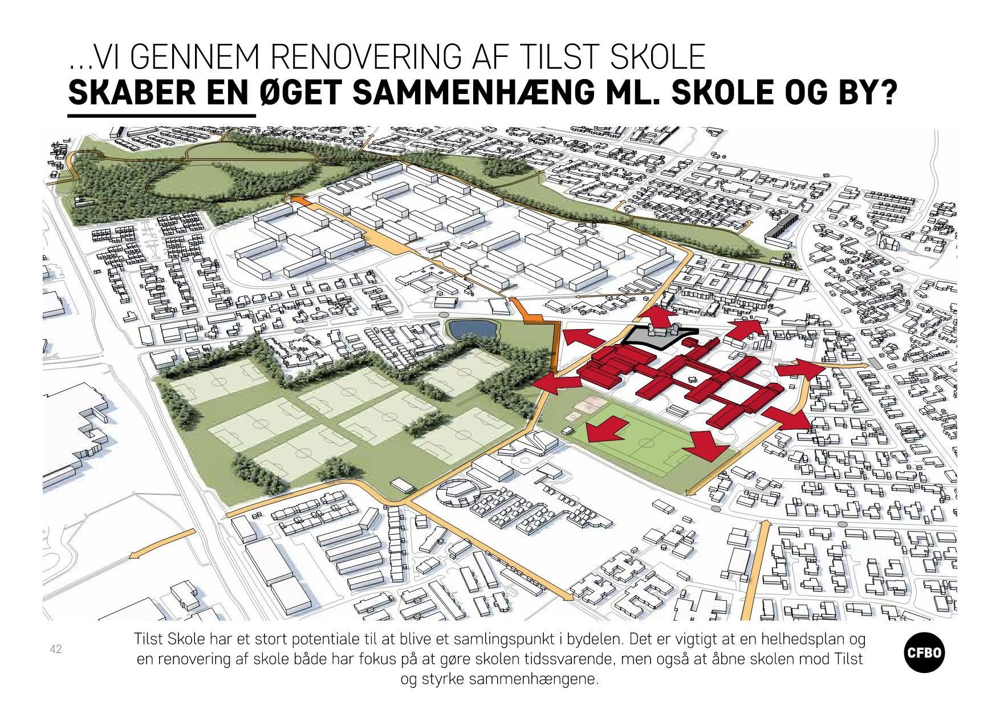 ...VI GENNEM RENOVERING AF TILST SKOLE
SKABER EN ØGET SAMMENHÆNG ML. SKOLE OG BY?
Tilst Skole har et stort potentiale til at blive et samlingspunkt i bydelen. Det er vigtigt at en helhedsplan og
en renovering af skole både har fokus på at gøre skolen tidssvarende, men også at åbne skolen mod Tilst
og styrke sammenhængene.
42
CFBO